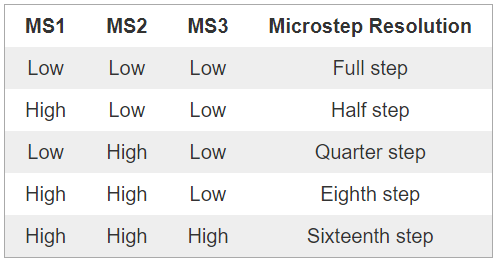 MS1 MS2 MS3 Microstep Resolution
Low Low Low Full step
High Low Low Half step
Low High Low Quarter step
High High Low Eighth step
High High High Sixteenth step